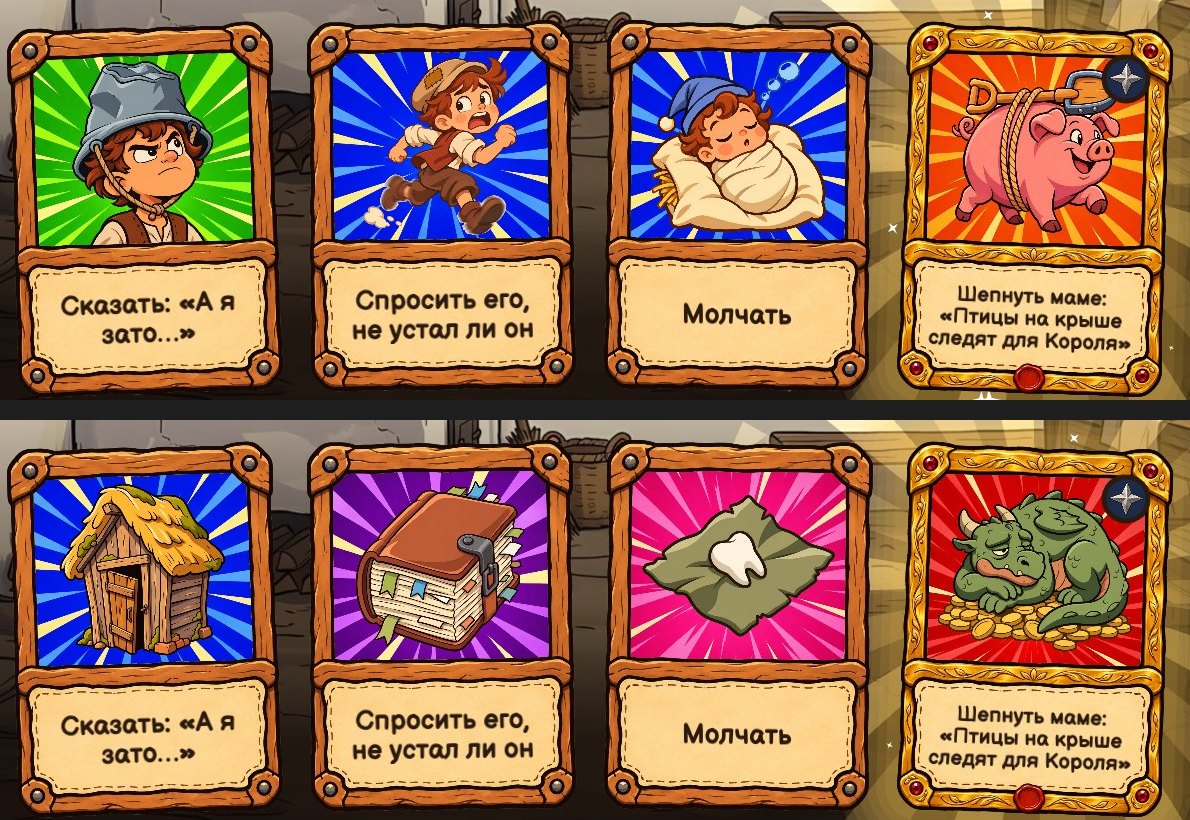 Сказать: «А я
зато...»
Спросить его,
не устал ли он
Молчать
Шепнуть маме:
«Птицы на крыше
следят для Короля»
Сказать: «А я
зато...»
Спросить его,
не устал ли он
Молчать
Шепнуть маме:
«Птицы на крыше
следят для Короля»